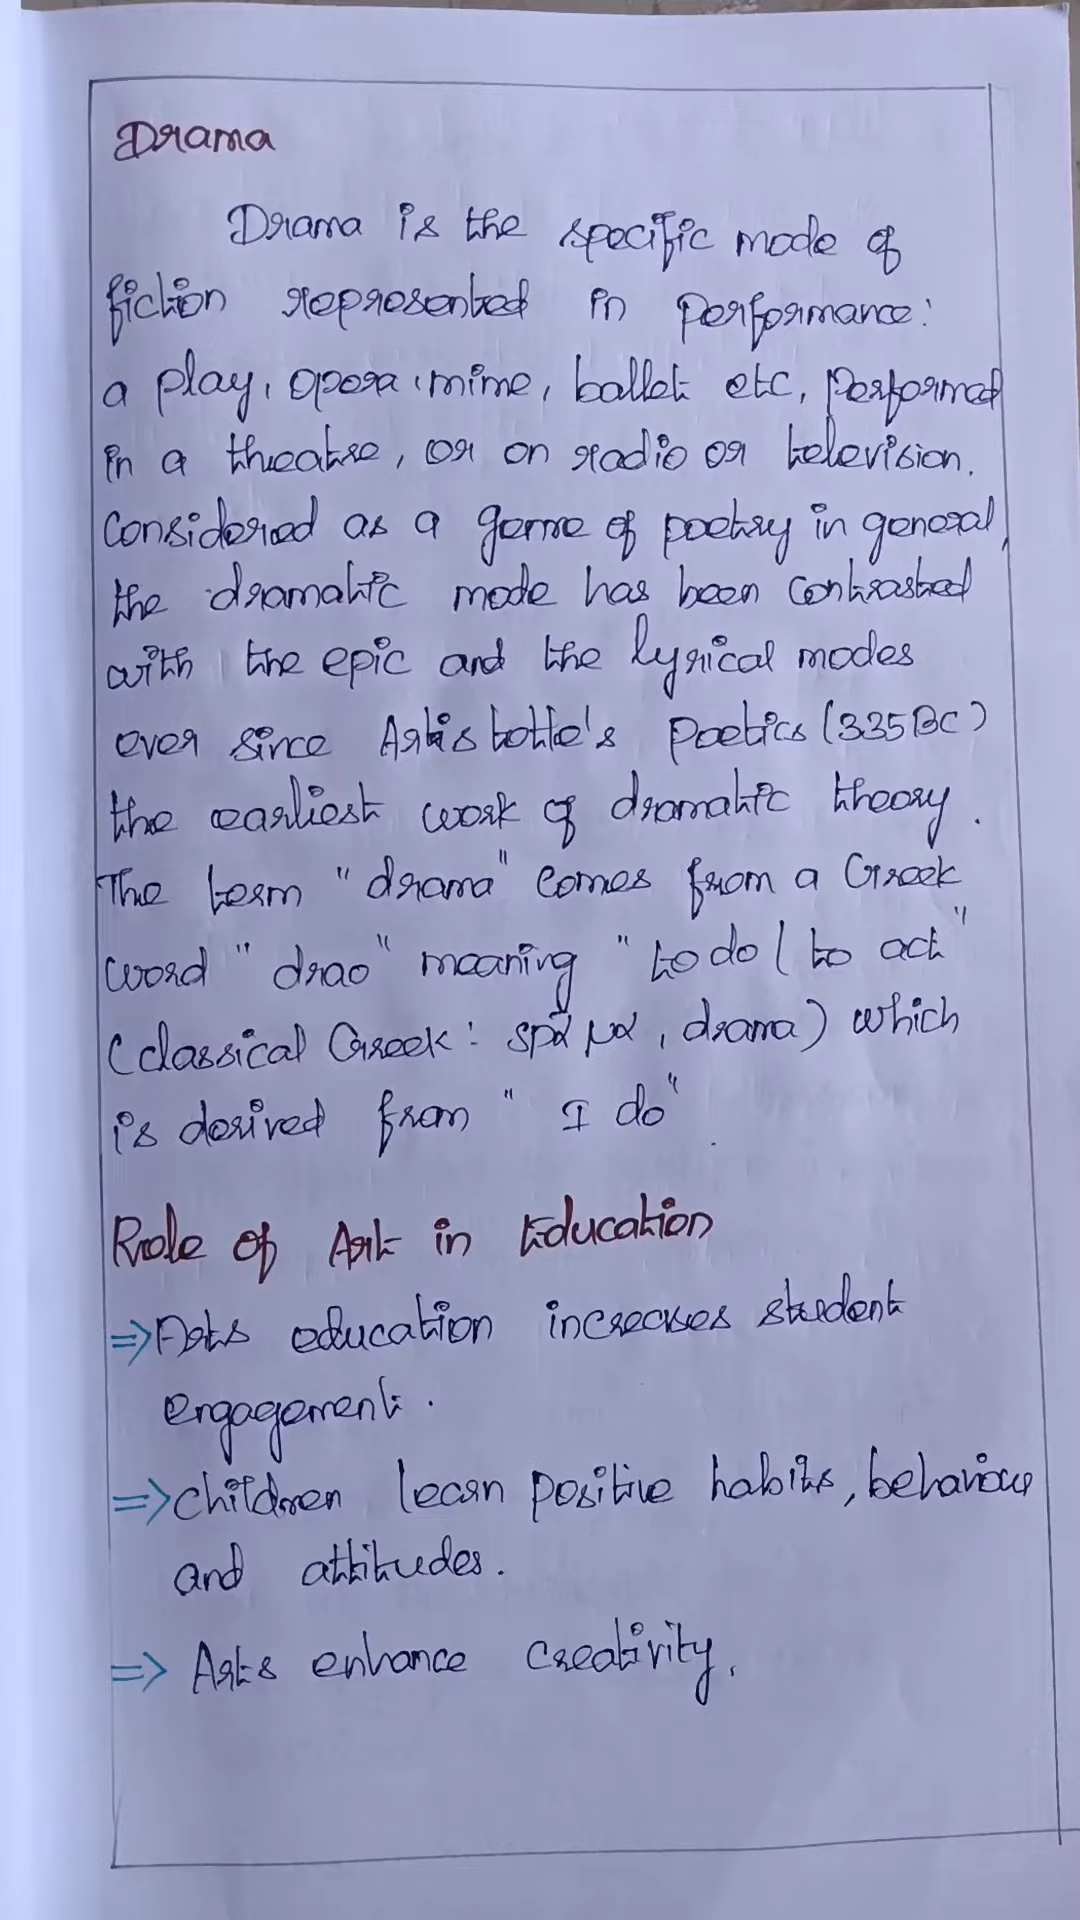 Drama
Drama is the specific mode of
fiction represented in performance:
a play, opera, mime, ballet etc, Performed
in a theatre, or on radio or television.
Considered as a genre of poetry in general,
the dramatic mode has been contrasted
with the epic and the lyrical modes
ever since Aristotle's Poetics (335 BC)
the earliest work of dramatic theory.
The term "drama" comes from a Greek
word "drao" meaning "to do / to act"
(classical Greek: spα̃ μα, drama) which
is derived from "I do"
Role of Art in Education
⇒ Arts education increases student
engagement.
⇒ children learn positive habits, behaviour
and attitudes.
⇒ Arts enhance creativity.